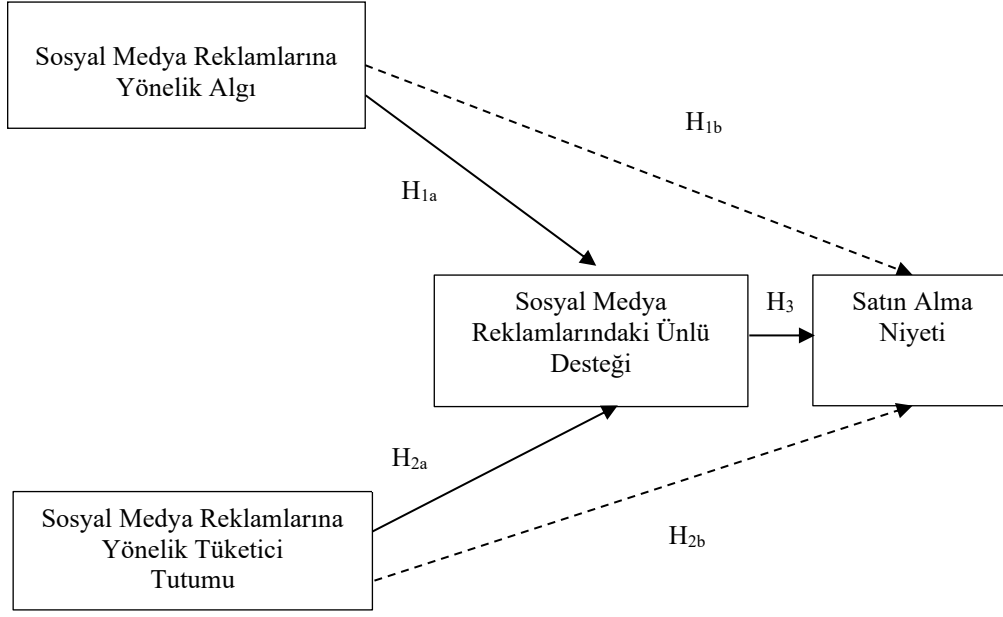 Sosyal Medya Reklamlarına
Yönelik Algı
H1b
H1a
Sosyal Medya
Reklamlarındaki Ünlü
Desteği
H3
Satın Alma
Niyeti
H2a
Sosyal Medya Reklamlarına
Yönelik Tüketici
Tutumu
H2b